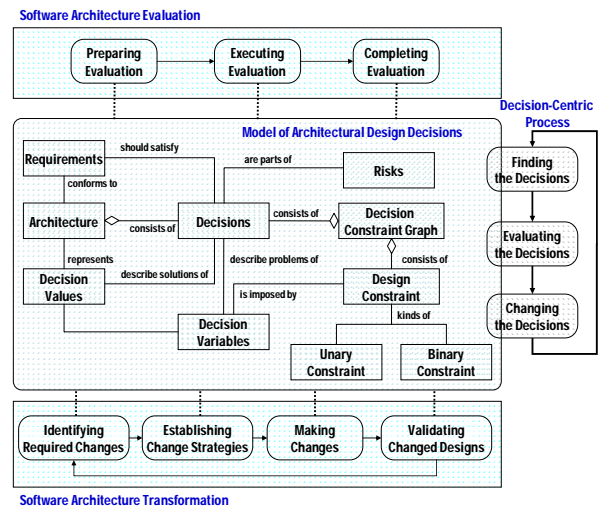 Software Architecture Evaluation
Preparing
Evaluation
Executing
Evaluation
Completing
Evaluation
Decision-Centric
Process
Model of Architectural Design Decisions
Requirements
should satisfy
are parts of
Risks
Finding
the Decisions
conforms to
Architecture
consists of
Decisions
consists of
Decision
Constraint Graph
Evaluating
the Decisions
represents
describe solutions of
describe problems of
consists of
Decision
Values
is imposed by
Design
Constraint
Changing
the Decisions
Decision
Variables
kinds of
Unary
Constraint
Binary
Constraint
Identifying
Required Changes
Establishing
Change Strategies
Making
Changes
Validating
Changed Designs
Software Architecture Transformation